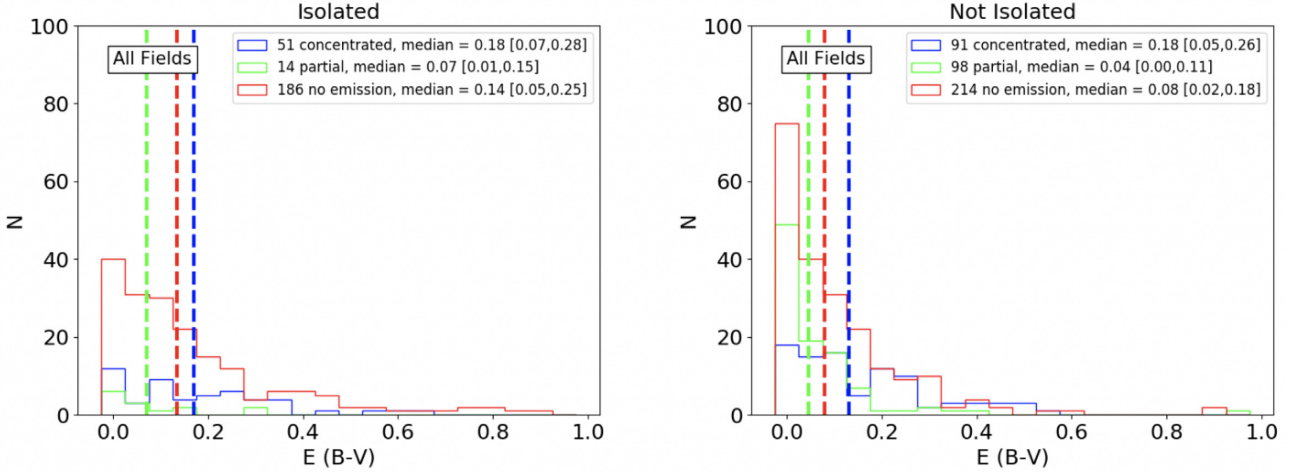 Isolated
100
80
60
40
20
0
N
All Fields
51 concentrated, median = 0.18 [0.07,0.28]
14 partial, median = 0.07 [0.01,0.15]
186 no emission, median = 0.14 [0.05,0.25]
0.0 0.2 0.4 0.6 0.8 1.0
E (B-V)
Not Isolated
100
80
60
40
20
0
N
All Fields
91 concentrated, median = 0.18 [0.05,0.26]
98 partial, median = 0.04 [0.00,0.11]
214 no emission, median = 0.08 [0.02,0.18]
0.0 0.2 0.4 0.6 0.8 1.0
E (B-V)